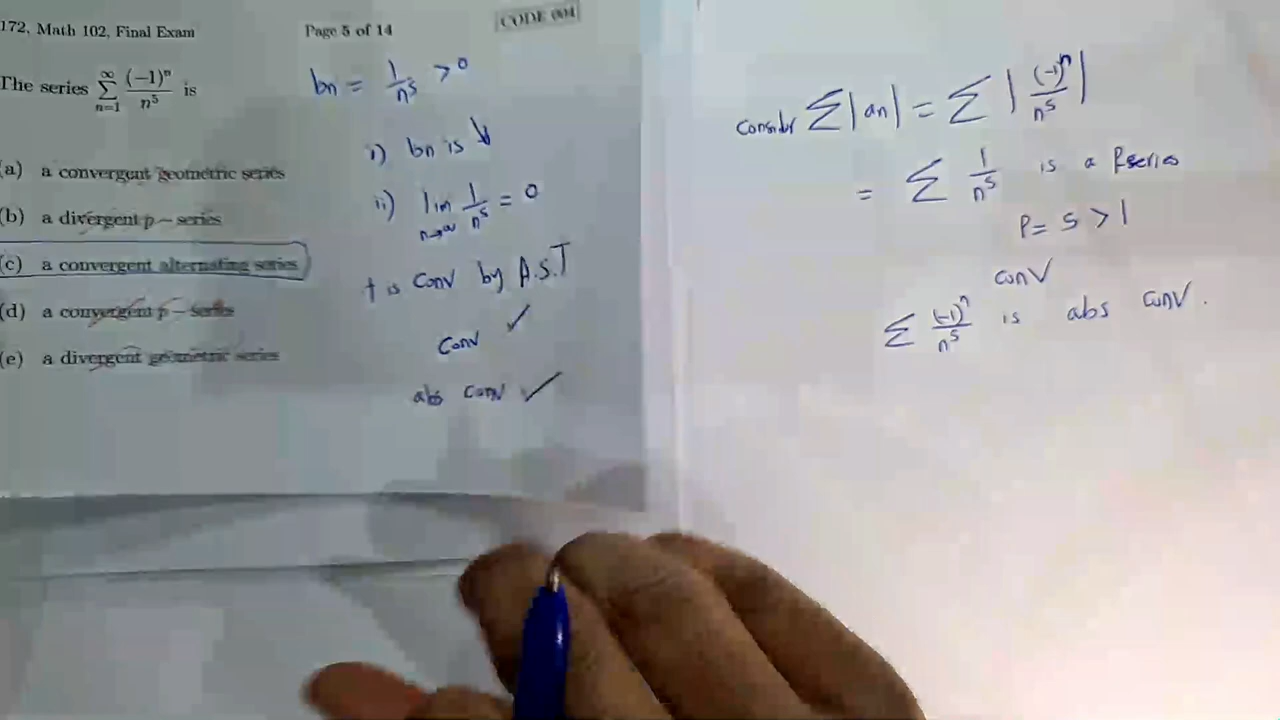 172, Math 102, Final Exam
Page 5 of 14
CODE 004
The series ∑_{n=1}^{∞} (-1)^n / n^5 is
(a) a convergent geometric series
(b) a divergent p – series
(c) a convergent alternating series
(d) a convergent p – series
(e) a divergent geometric series
bn = 1/n^5 > 0
i) bn is ↓
ii) lim_{n→∞} 1/n^5 = 0
t is conv by A.S.T
conv ✓
abs conv ✓
consider ∑|an| = ∑ |(-1)^n / n^5|
= ∑ 1/n^5 is a P series
P = 5 > 1
conv
∑ (-1)^n / n^5 is abs conv.